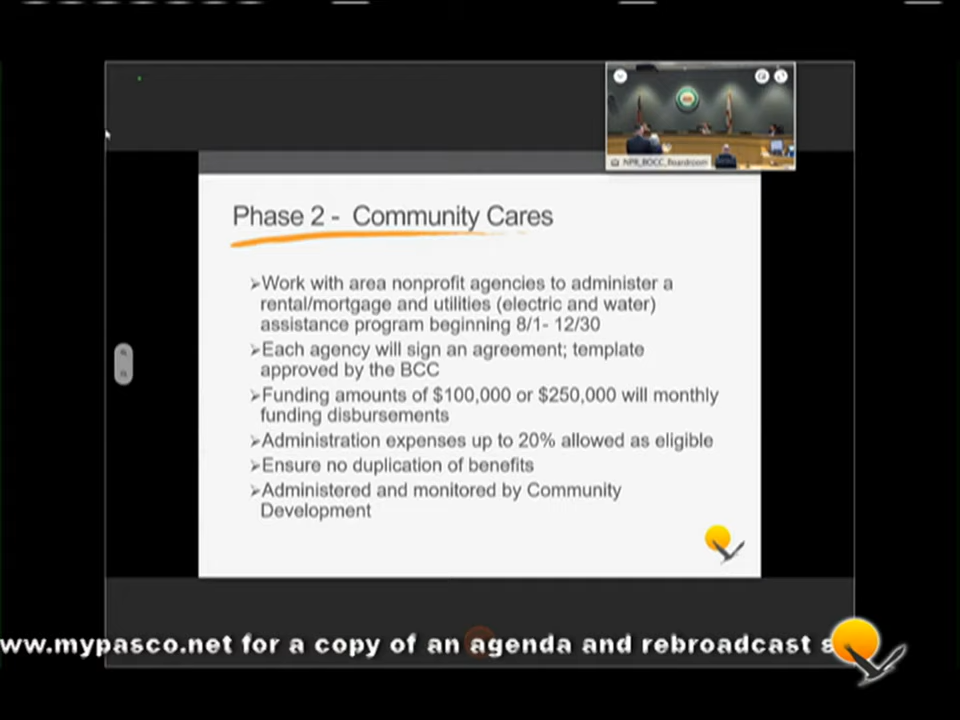 NPR_BOCC_Boardroom
Phase 2 - Community Cares
➢Work with area nonprofit agencies to administer a
rental/mortgage and utilities (electric and water)
assistance program beginning 8/1- 12/30
➢Each agency will sign an agreement; template
approved by the BCC
➢Funding amounts of $100,000 or $250,000 will monthly
funding disbursements
➢Administration expenses up to 20% allowed as eligible
➢Ensure no duplication of benefits
➢Administered and monitored by Community
Development
ww.mypasco.net for a copy of an agenda and rebroadcast